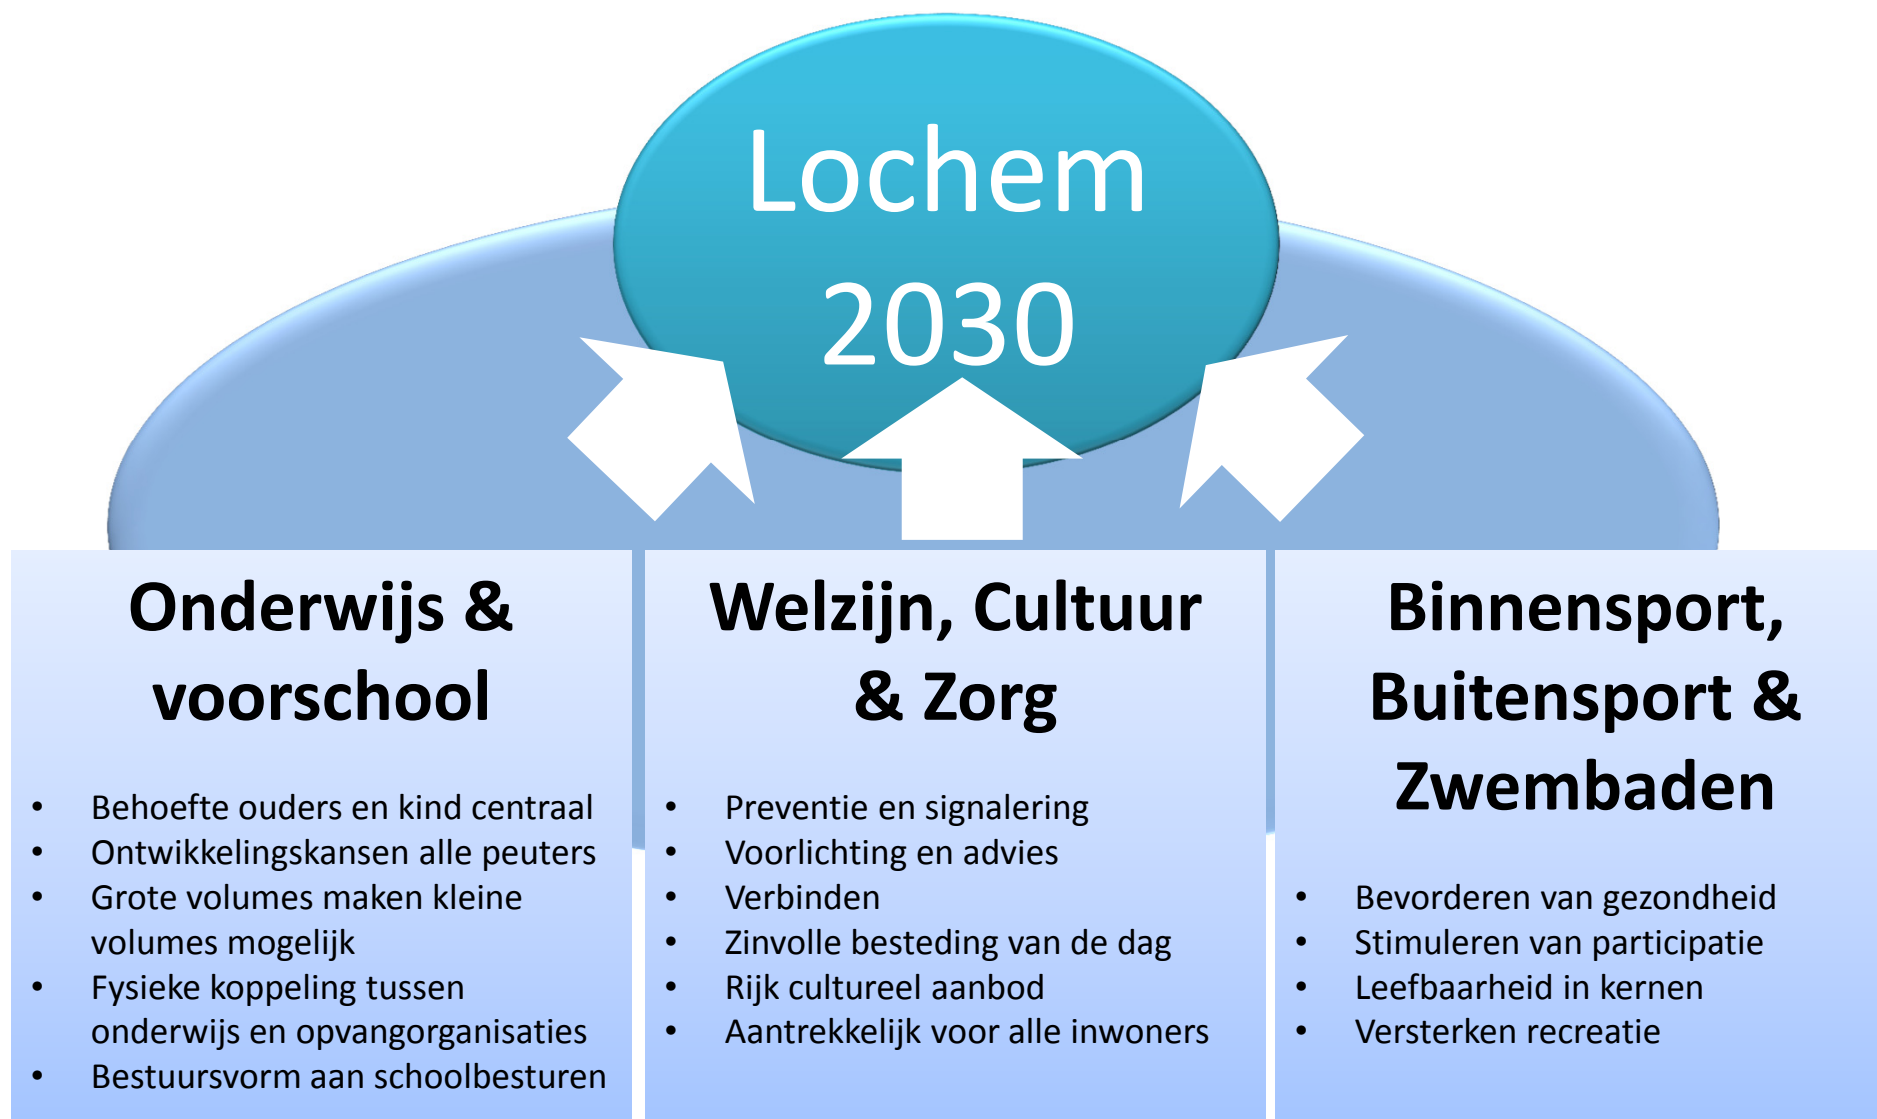 Lochem
2030
Onderwijs &
voorschool
• Behoefte ouders en kind centraal
• Ontwikkelingskansen alle peuters
• Grote volumes maken kleine
volumes mogelijk
• Fysieke koppeling tussen
onderwijs en opvangorganisaties
• Bestuursvorm aan schoolbesturen
Welzijn, Cultuur
& Zorg
• Preventie en signalering
• Voorlichting en advies
• Verbinden
• Zinvolle besteding van de dag
• Rijk cultureel aanbod
• Aantrekkelijk voor alle inwoners
Binnensport,
Buitensport &
Zwembaden
• Bevorderen van gezondheid
• Stimuleren van participatie
• Leefbaarheid in kernen
• Versterken recreatie